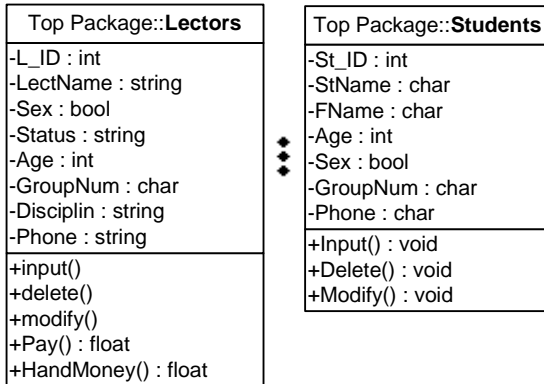 Top Package::Lectors
-L_ID : int
-LectName : string
-Sex : bool
-Status : string
-Age : int
-GroupNum : char
-Disciplin : string
-Phone : string
+input()
+delete()
+modify()
+Pay() : float
+HandMoney() : float
Top Package::Students
-St_ID : int
-StName : char
-FName : char
-Age : int
-Sex : bool
-GroupNum : char
-Phone : char
+Input() : void
+Delete() : void
+Modify() : void